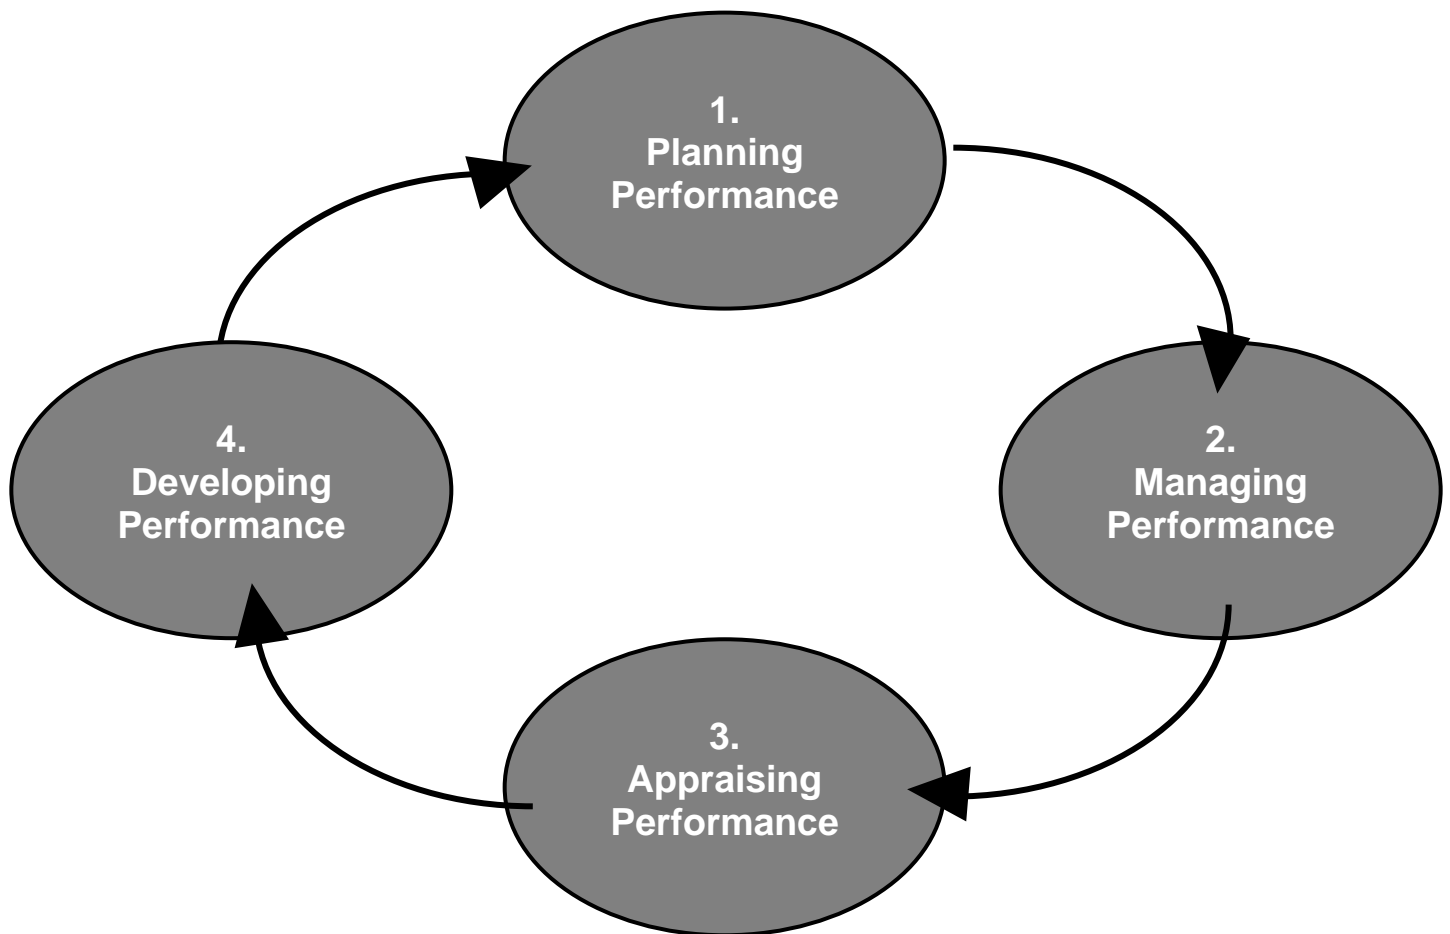 1.
Planning
Performance
2.
Managing
Performance
3.
Appraising
Performance
4.
Developing
Performance